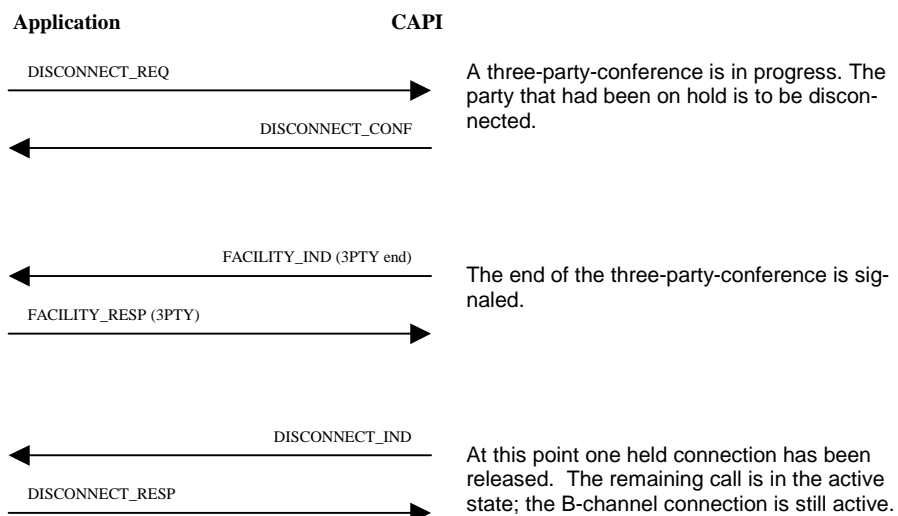 Application CAPI
DISCONNECT_REQ
A three-party-conference is in progress. The
party that had been on hold is to be discon-
nected.
DISCONNECT_CONF
FACILITY_IND (3PTY end)
The end of the three-party-conference is sig-
naled.
FACILITY_RESP (3PTY)
DISCONNECT_IND
At this point one held connection has been
released.  The remaining call is in the active
state; the B-channel connection is still active.
DISCONNECT_RESP